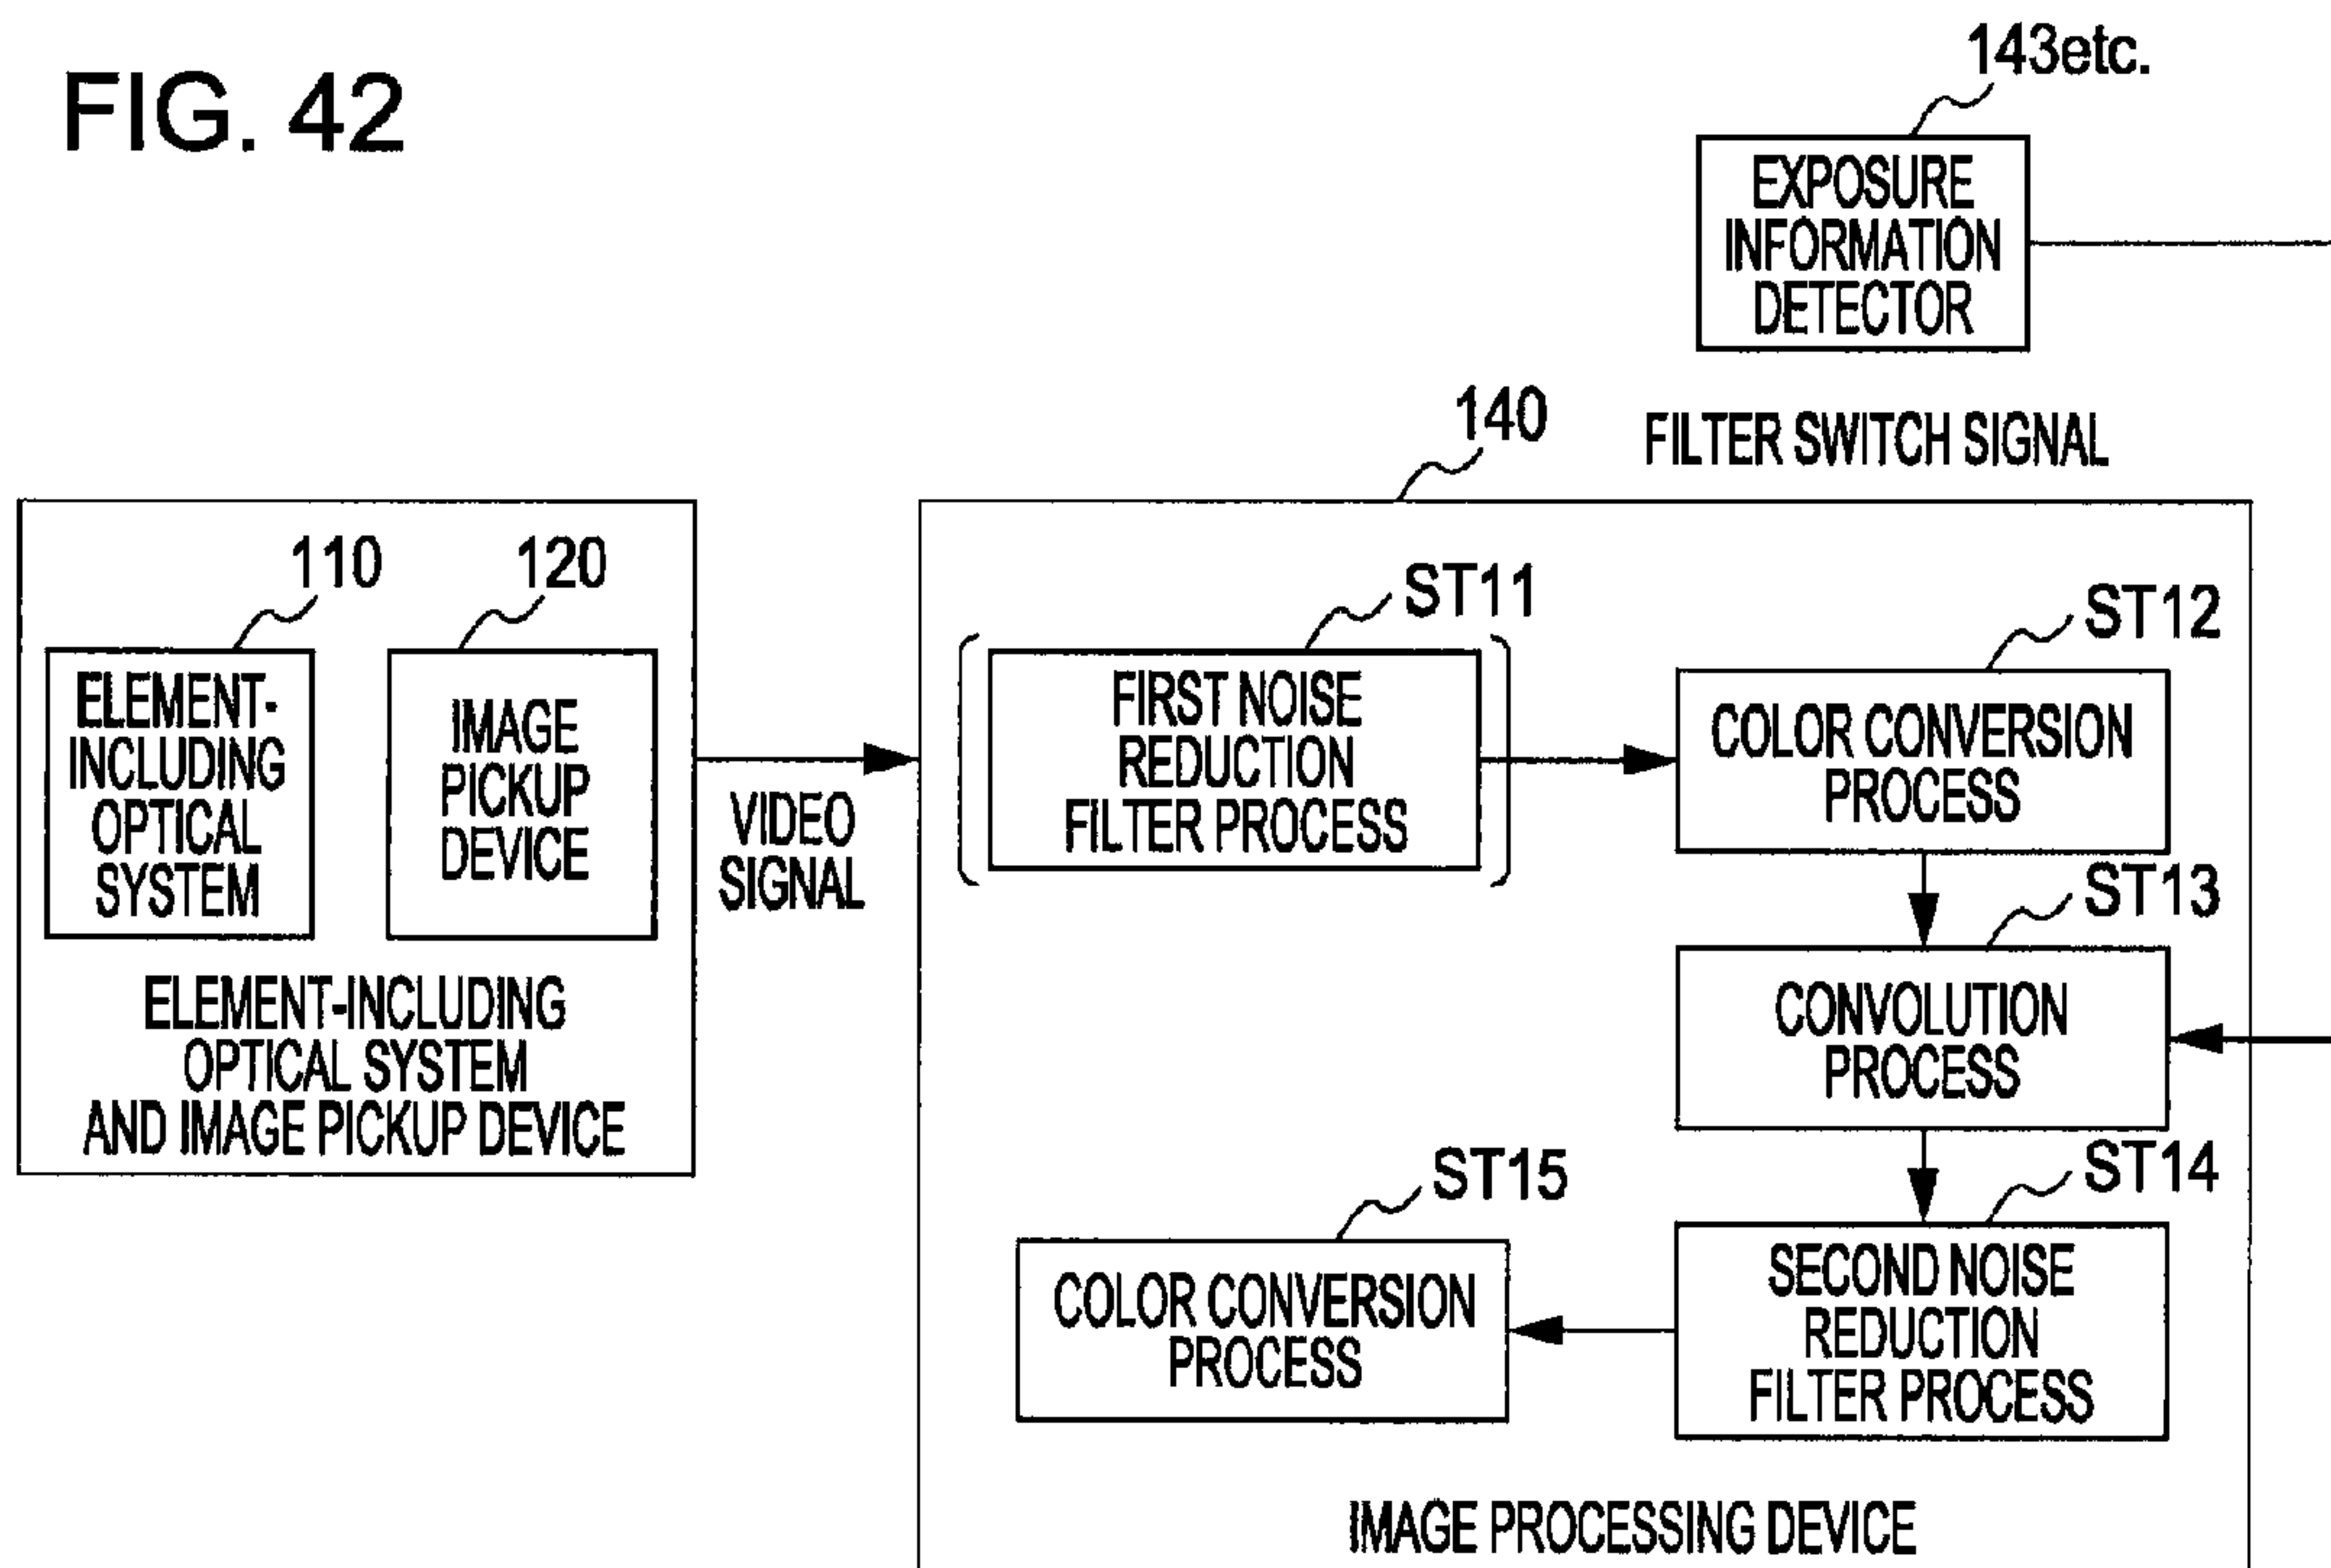 FIG. 42
143etc.
EXPOSURE
INFORMATION
DETECTOR
140
FILTER SWITCH SIGNAL
110
120
ELEMENT-
INCLUDING
OPTICAL
SYSTEM
IMAGE
PICKUP
DEVICE
ELEMENT-INCLUDING
OPTICAL SYSTEM
AND IMAGE PICKUP DEVICE
VIDEO
SIGNAL
ST11
FIRST NOISE
REDUCTION
FILTER PROCESS
ST12
COLOR CONVERSION
PROCESS
ST13
CONVOLUTION
PROCESS
ST14
SECOND NOISE
REDUCTION
FILTER PROCESS
ST15
COLOR CONVERSION
PROCESS
IMAGE PROCESSING DEVICE